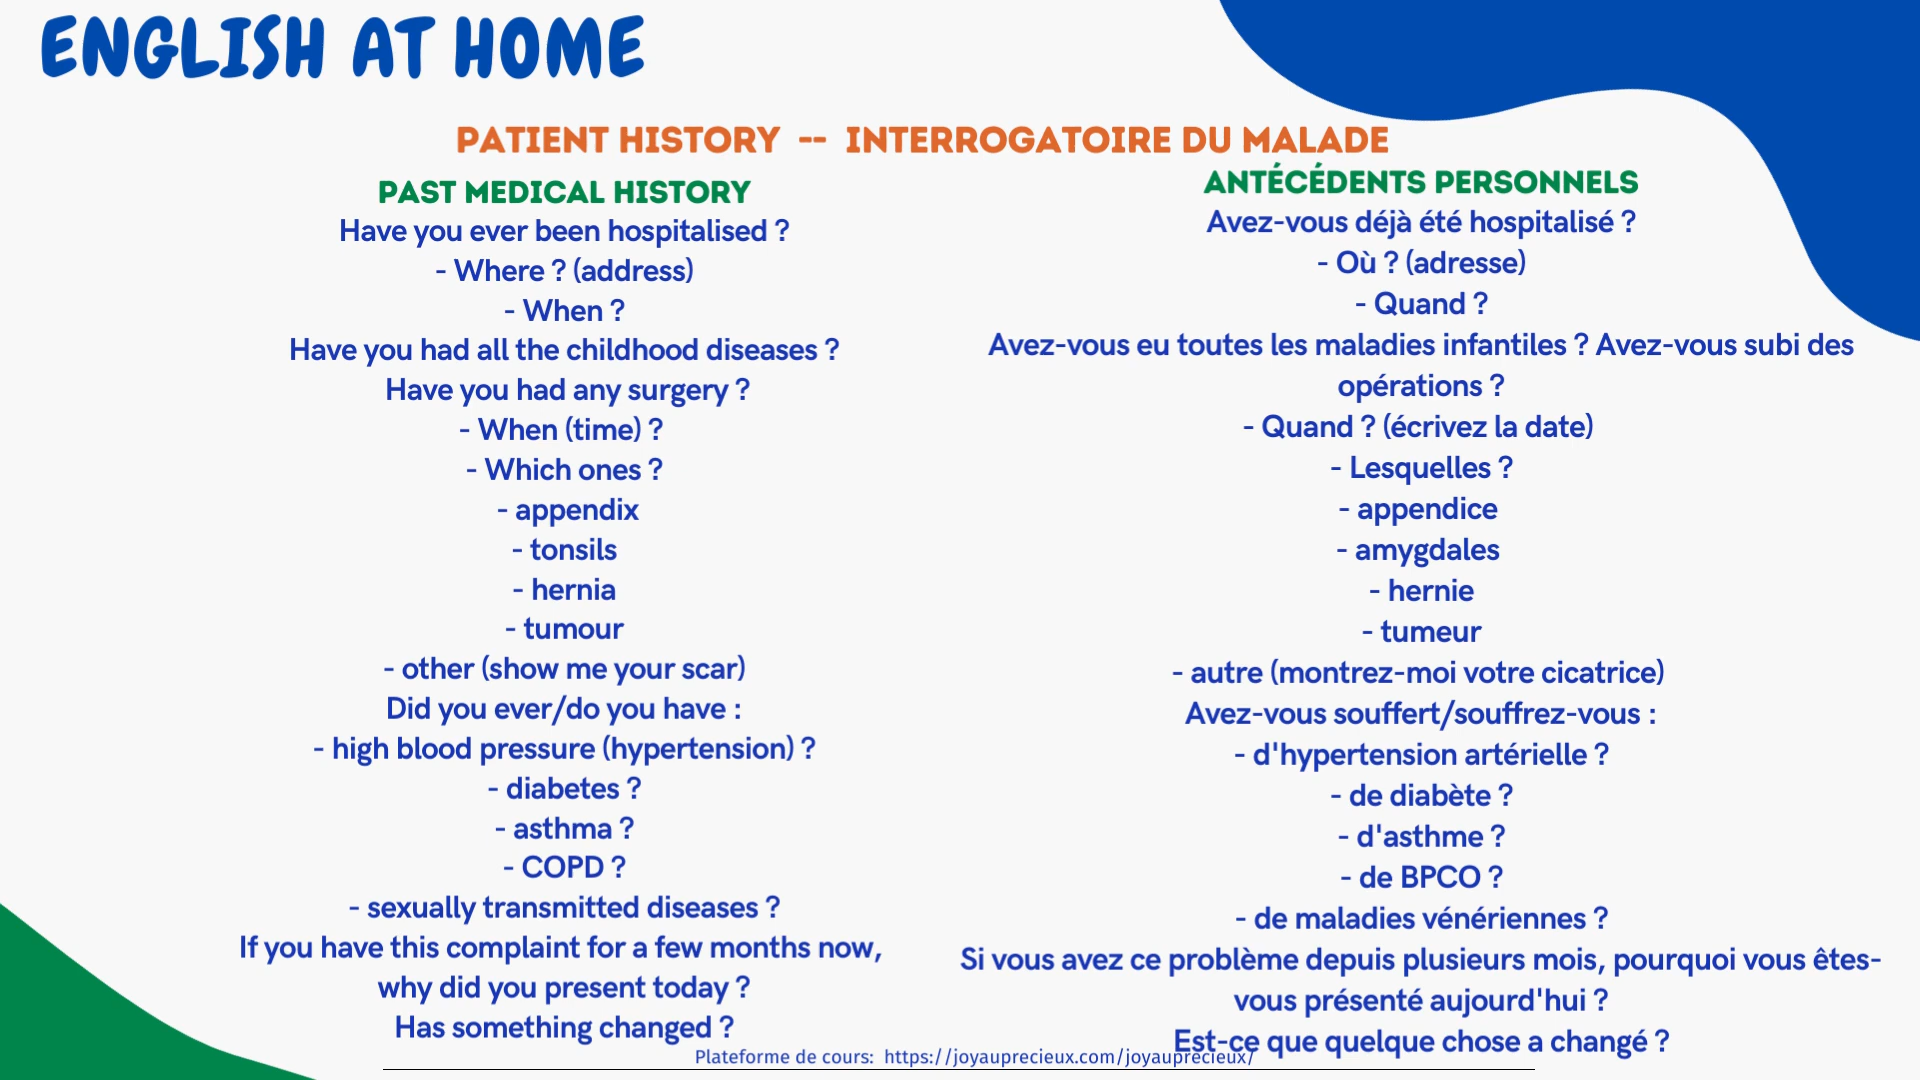 ENGLISH AT HOME
PATIENT HISTORY -- INTERROGATOIRE DU MALADE
PAST MEDICAL HISTORY
Have you ever been hospitalised ?
- Where ? (address)
- When ?
Have you had all the childhood diseases ?
Have you had any surgery ?
- When (time) ?
- Which ones ?
- appendix
- tonsils
- hernia
- tumour
- other (show me your scar)
Did you ever/do you have :
- high blood pressure (hypertension) ?
- diabetes ?
- asthma ?
- COPD ?
- sexually transmitted diseases ?
If you have this complaint for a few months now,
why did you present today ?
Has something changed ?
ANTÉCÉDENTS PERSONNELS
Avez-vous déjà été hospitalisé ?
- Où ? (adresse)
- Quand ?
Avez-vous eu toutes les maladies infantiles ? Avez-vous subi des
opérations ?
- Quand ? (écrivez la date)
- Lesquelles ?
- appendice
- amygdales
- hernie
- tumeur
- autre (montrez-moi votre cicatrice)
Avez-vous souffert/souffrez-vous :
- d'hypertension artérielle ?
- de diabète ?
- d'asthme ?
- de BPCO ?
- de maladies vénériennes ?
Si vous avez ce problème depuis plusieurs mois, pourquoi vous êtes-
vous présenté aujourd'hui ?
Est-ce que quelque chose a changé ?
Plateforme de cours: https://joyauprecieux.com/joyauprecieux/